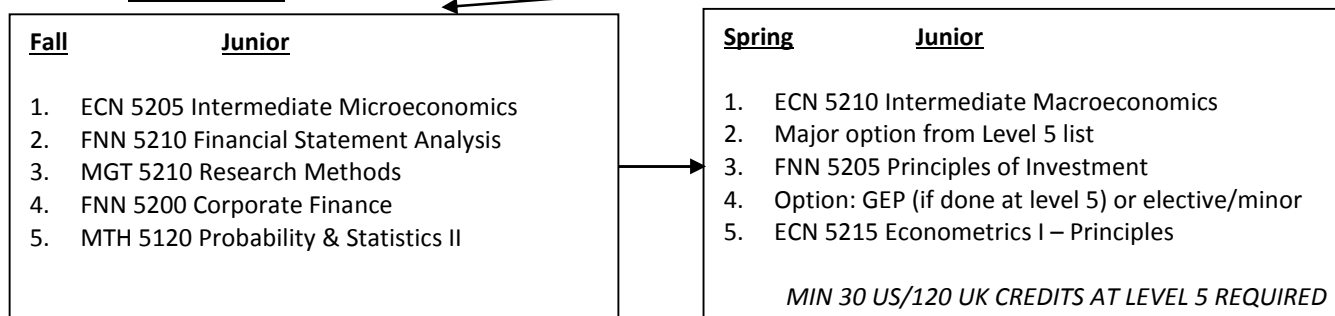 Fall Junior
1. ECN 5205 Intermediate Microeconomics
2. FNN 5210 Financial Statement Analysis
3. MGT 5210 Research Methods
4. FNN 5200 Corporate Finance
5. MTH 5120 Probability & Statistics II
Spring Junior
1. ECN 5210 Intermediate Macroeconomics
2. Major option from Level 5 list
3. FNN 5205 Principles of Investment
4. Option: GEP (if done at level 5) or elective/minor
5. ECN 5215 Econometrics I – Principles
MIN 30 US/120 UK CREDITS AT LEVEL 5 REQUIRED